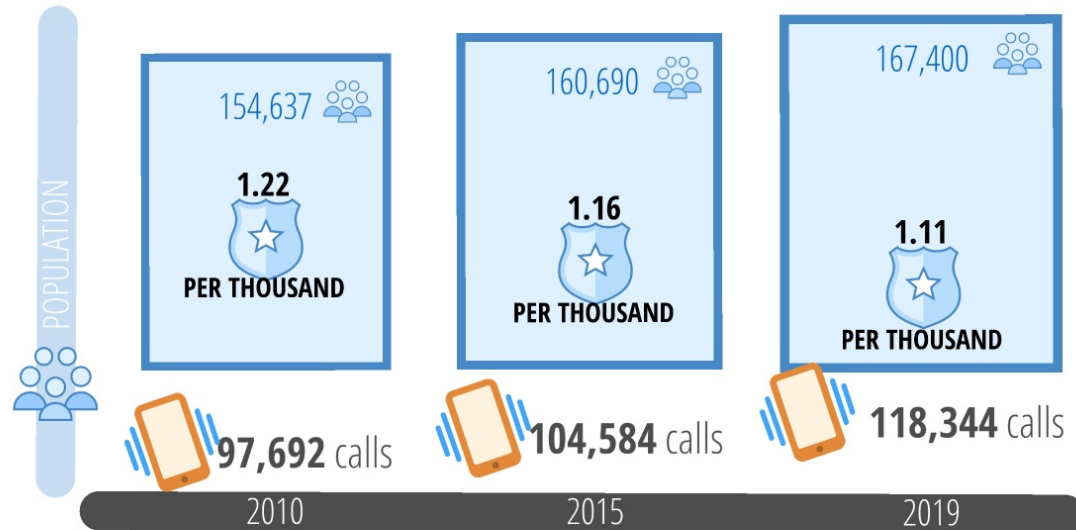 POPULATION
154,637
1.22
PER THOUSAND
97,692 calls
2010
160,690
1.16
PER THOUSAND
104,584 calls
2015
167,400
1.11
PER THOUSAND
118,344 calls
2019